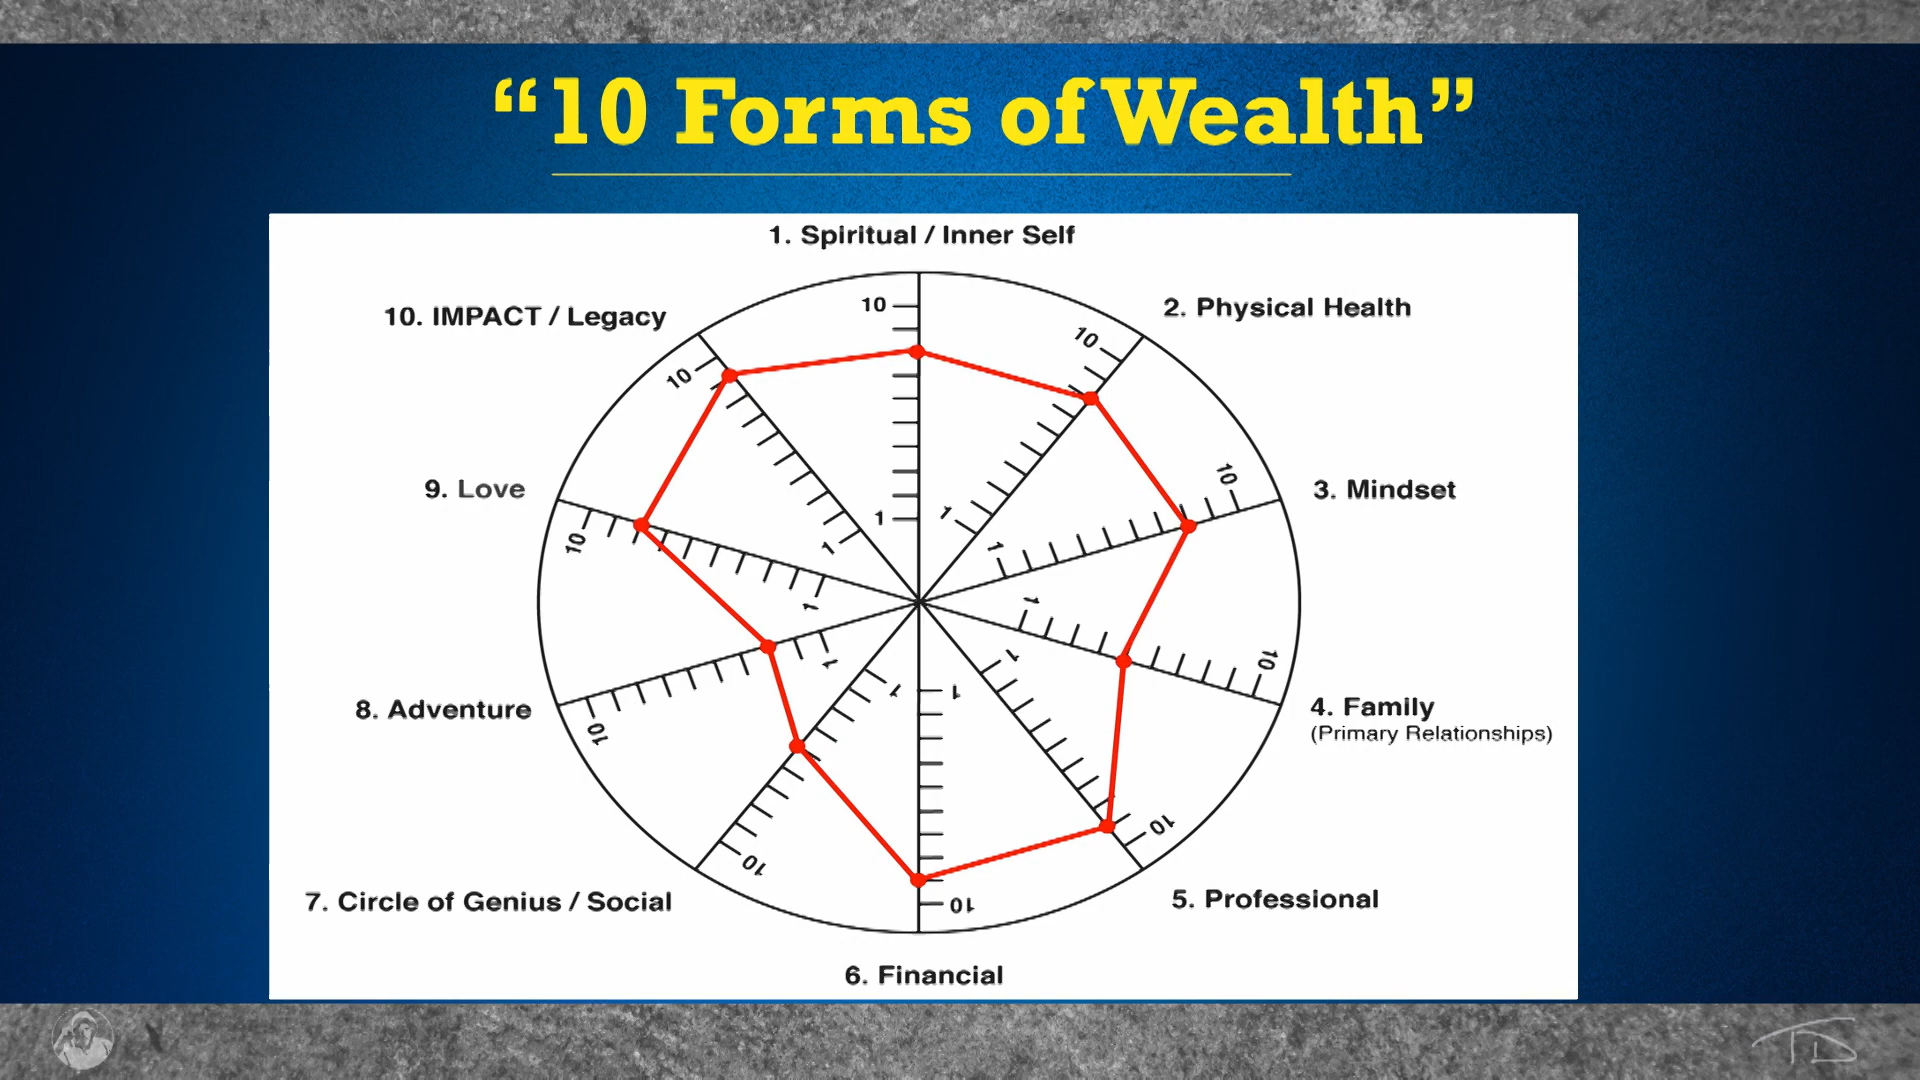 “10 Forms of Wealth”
1. Spiritual / Inner Self
10. IMPACT / Legacy
2. Physical Health
9. Love
3. Mindset
8. Adventure
4. Family
(Primary Relationships)
7. Circle of Genius / Social
5. Professional
6. Financial
10
1
10
1
10
1
10
1
10
1
10
1
10
1
10
1
10
1
10
1